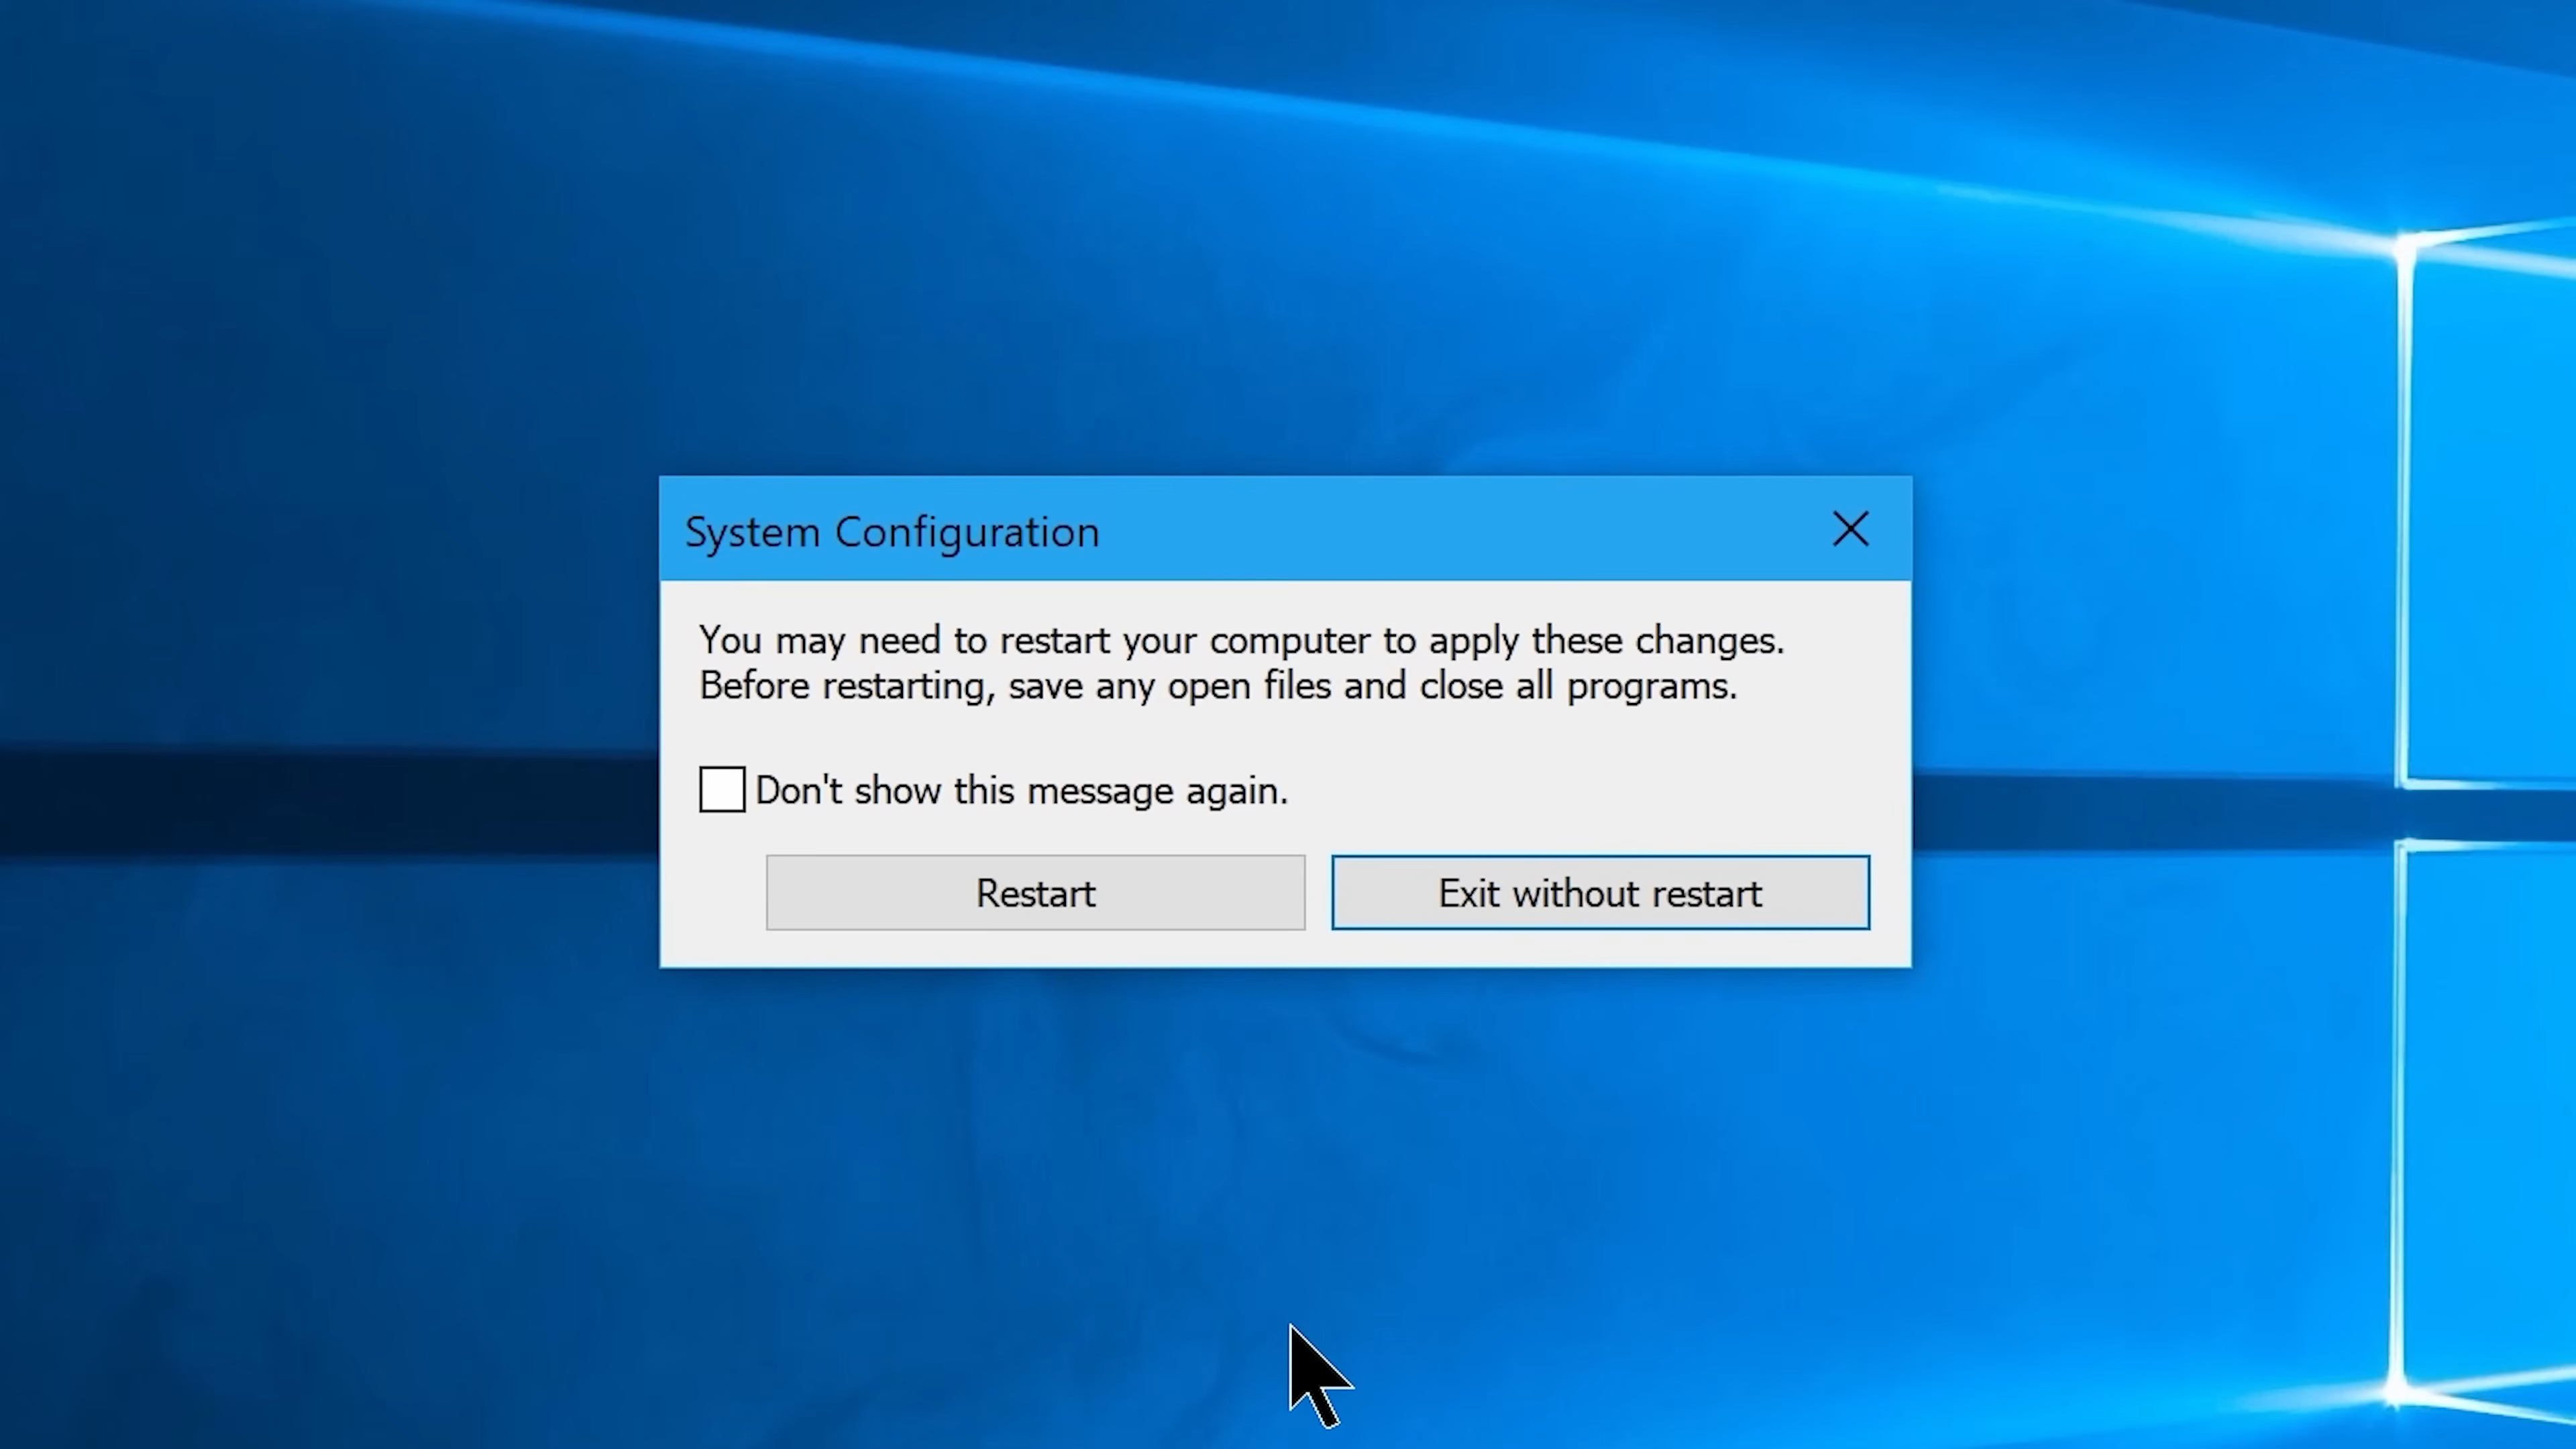 System Configuration
You may need to restart your computer to apply these changes.
Before restarting, save any open files and close all programs.
Don't show this message again.
Restart
Exit without restart